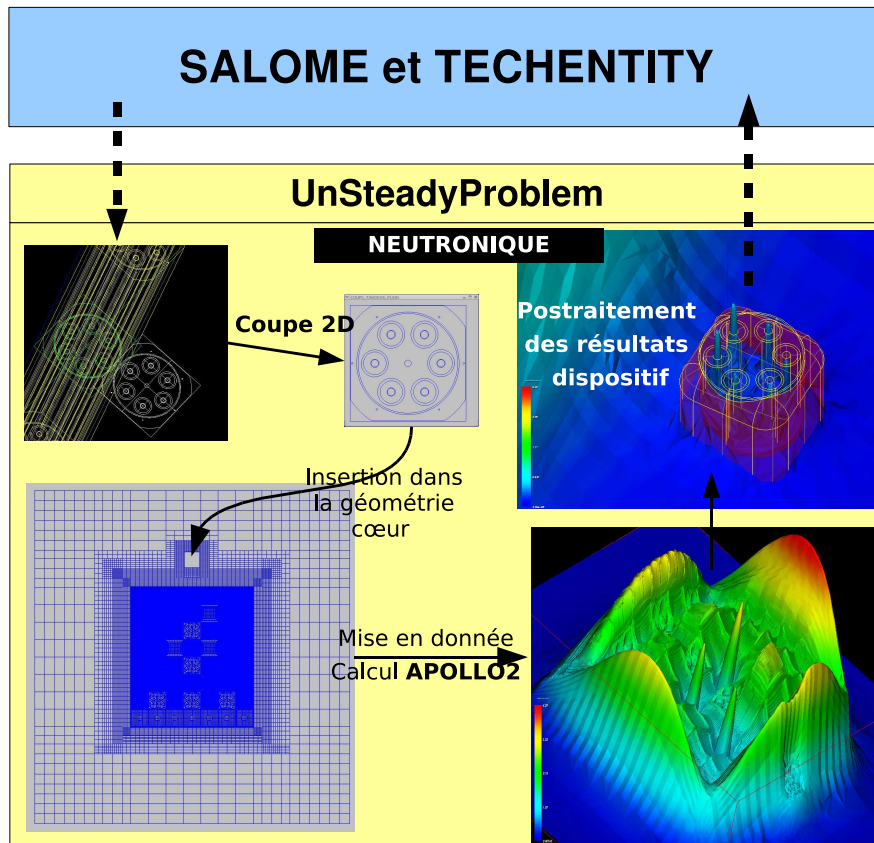 SALOME et TECHENTITY
UnSteadyProblem
NEUTRONIQUE
Coupe 2D
Postraitement
des résultats
dispositif
Insertion dans
la géométrie
cœur
Mise en donnée
Calcul APOLLO2